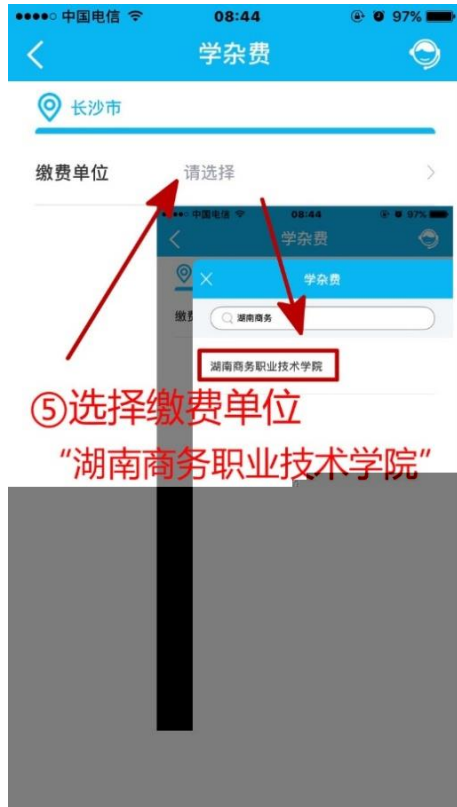 中国电信 08:44 97%
学杂费
长沙市
缴费单位 请选择
中国电信 08:44 97%
学杂费
学杂费
缴费
湖南商务
湖南商务职业技术学院
⑤选择缴费单位
“湖南商务职业技术学院”